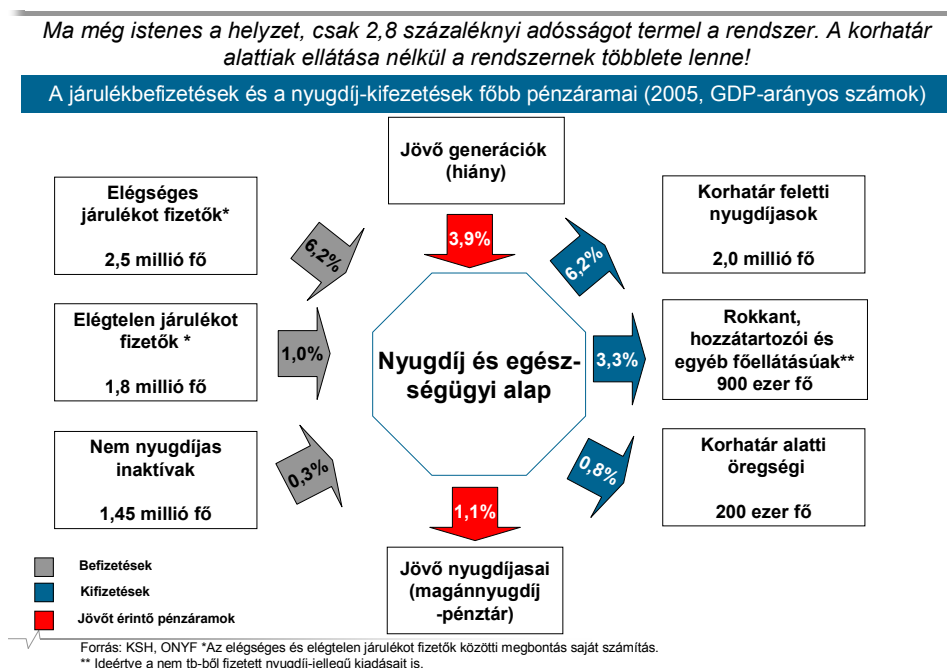 Ma még istenes a helyzet, csak 2,8 százaléknyi adósságot termel a rendszer. A korhatár
alattiak ellátása nélkül a rendszernek többlete lenne!
A járulékbefizetések és a nyugdíj-kifezetések főbb pénzáramai (2005, GDP-arányos számok)
Jövő generációk
(hiány)
3,9%
Elégséges
járulékot fizetők*
2,5 millió fő
6,2%
Elégtelen járulékot
fizetők *
1,8 millió fő
1,0%
Nem nyugdíjas
inaktívak
1,45 millió fő
0,3%
Nyugdíj és egész-
ségügyi alap
6,2%
Korhatár feletti
nyugdíjasok
2,0 millió fő
3,3%
Rokkant,
hozzátartozói és
egyéb főellátásúak**
900 ezer fő
0,8%
Korhatár alatti
öregségi
200 ezer fő
1,1%
Jövő nyugdíjasai
(magánnyugdíj
-pénztár)
Befizetések
Kifizetések
Jövőt érintő pénzáramok
Forrás: KSH, ONYF *Az elégséges és elégtelen járulékot fizetők közötti megbontás saját számítás.
** Ideértve a nem tb-ből fizetett nyugdíj-jellegű kiadásait is.